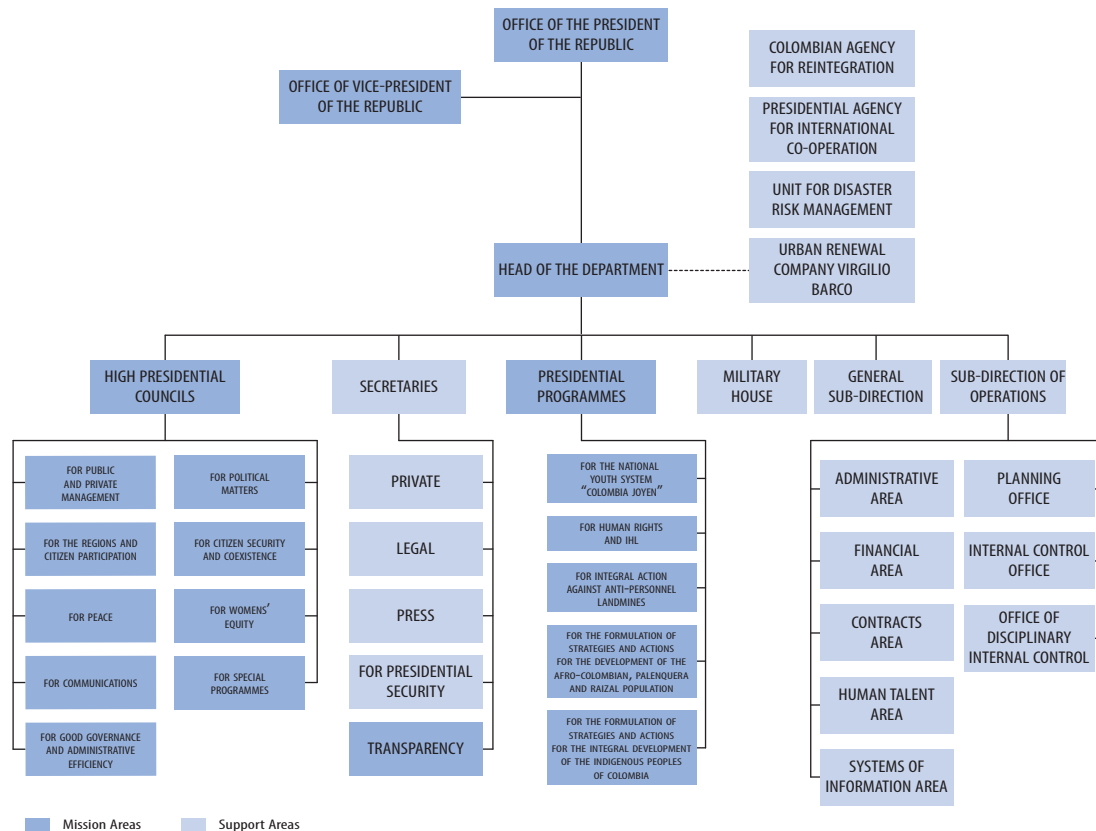 OFFICE OF THE PRESIDENT
OF THE REPUBLIC
OFFICE OF VICE-PRESIDENT
OF THE REPUBLIC
COLOMBIAN AGENCY
FOR REINTEGRATION
PRESIDENTIAL AGENCY
FOR INTERNATIONAL
CO-OPERATION
UNIT FOR DISASTER
RISK MANAGEMENT
URBAN RENEWAL
COMPANY VIRGILIO
BARCO
HEAD OF THE DEPARTMENT
HIGH PRESIDENTIAL
COUNCILS
SECRETARIES
PRESIDENTIAL
PROGRAMMES
MILITARY
HOUSE
GENERAL
SUB-DIRECTION
SUB-DIRECTION OF
OPERATIONS
FOR PUBLIC
AND PRIVATE
MANAGEMENT
FOR THE REGIONS AND
CITIZEN PARTICIPATION
FOR PEACE
FOR COMMUNICATIONS
FOR GOOD GOVERNANCE
AND ADMINISTRATIVE
EFFICIENCY
FOR POLITICAL
MATTERS
FOR CITIZEN SECURITY
AND COEXISTENCE
FOR WOMENS'
EQUITY
FOR SPECIAL
PROGRAMMES
PRIVATE
LEGAL
PRESS
FOR PRESIDENTIAL
SECURITY
TRANSPARENCY
FOR THE NATIONAL
YOUTH SYSTEM
"COLOMBIA JOYEN"
FOR HUMAN RIGHTS
AND IHL
FOR INTEGRAL ACTION
AGAINST ANTI-PERSONNEL
LANDMINES
FOR THE FORMULATION OF
STRATEGIES AND ACTIONS
FOR THE DEVELOPMENT OF THE
AFRO-COLOMBIAN, PALENQUERA
AND RAIZAL POPULATION
FOR THE FORMULATION OF
STRATEGIES AND ACTIONS
FOR THE INTEGRAL DEVELOPMENT
OF THE INDIGENOUS PEOPLES
OF COLOMBIA
ADMINISTRATIVE
AREA
FINANCIAL
AREA
CONTRACTS
AREA
HUMAN TALENT
AREA
SYSTEMS OF
INFORMATION AREA
PLANNING
OFFICE
INTERNAL CONTROL
OFFICE
OFFICE OF
DISCIPLINARY
INTERNAL CONTROL
Mission Areas
Support Areas